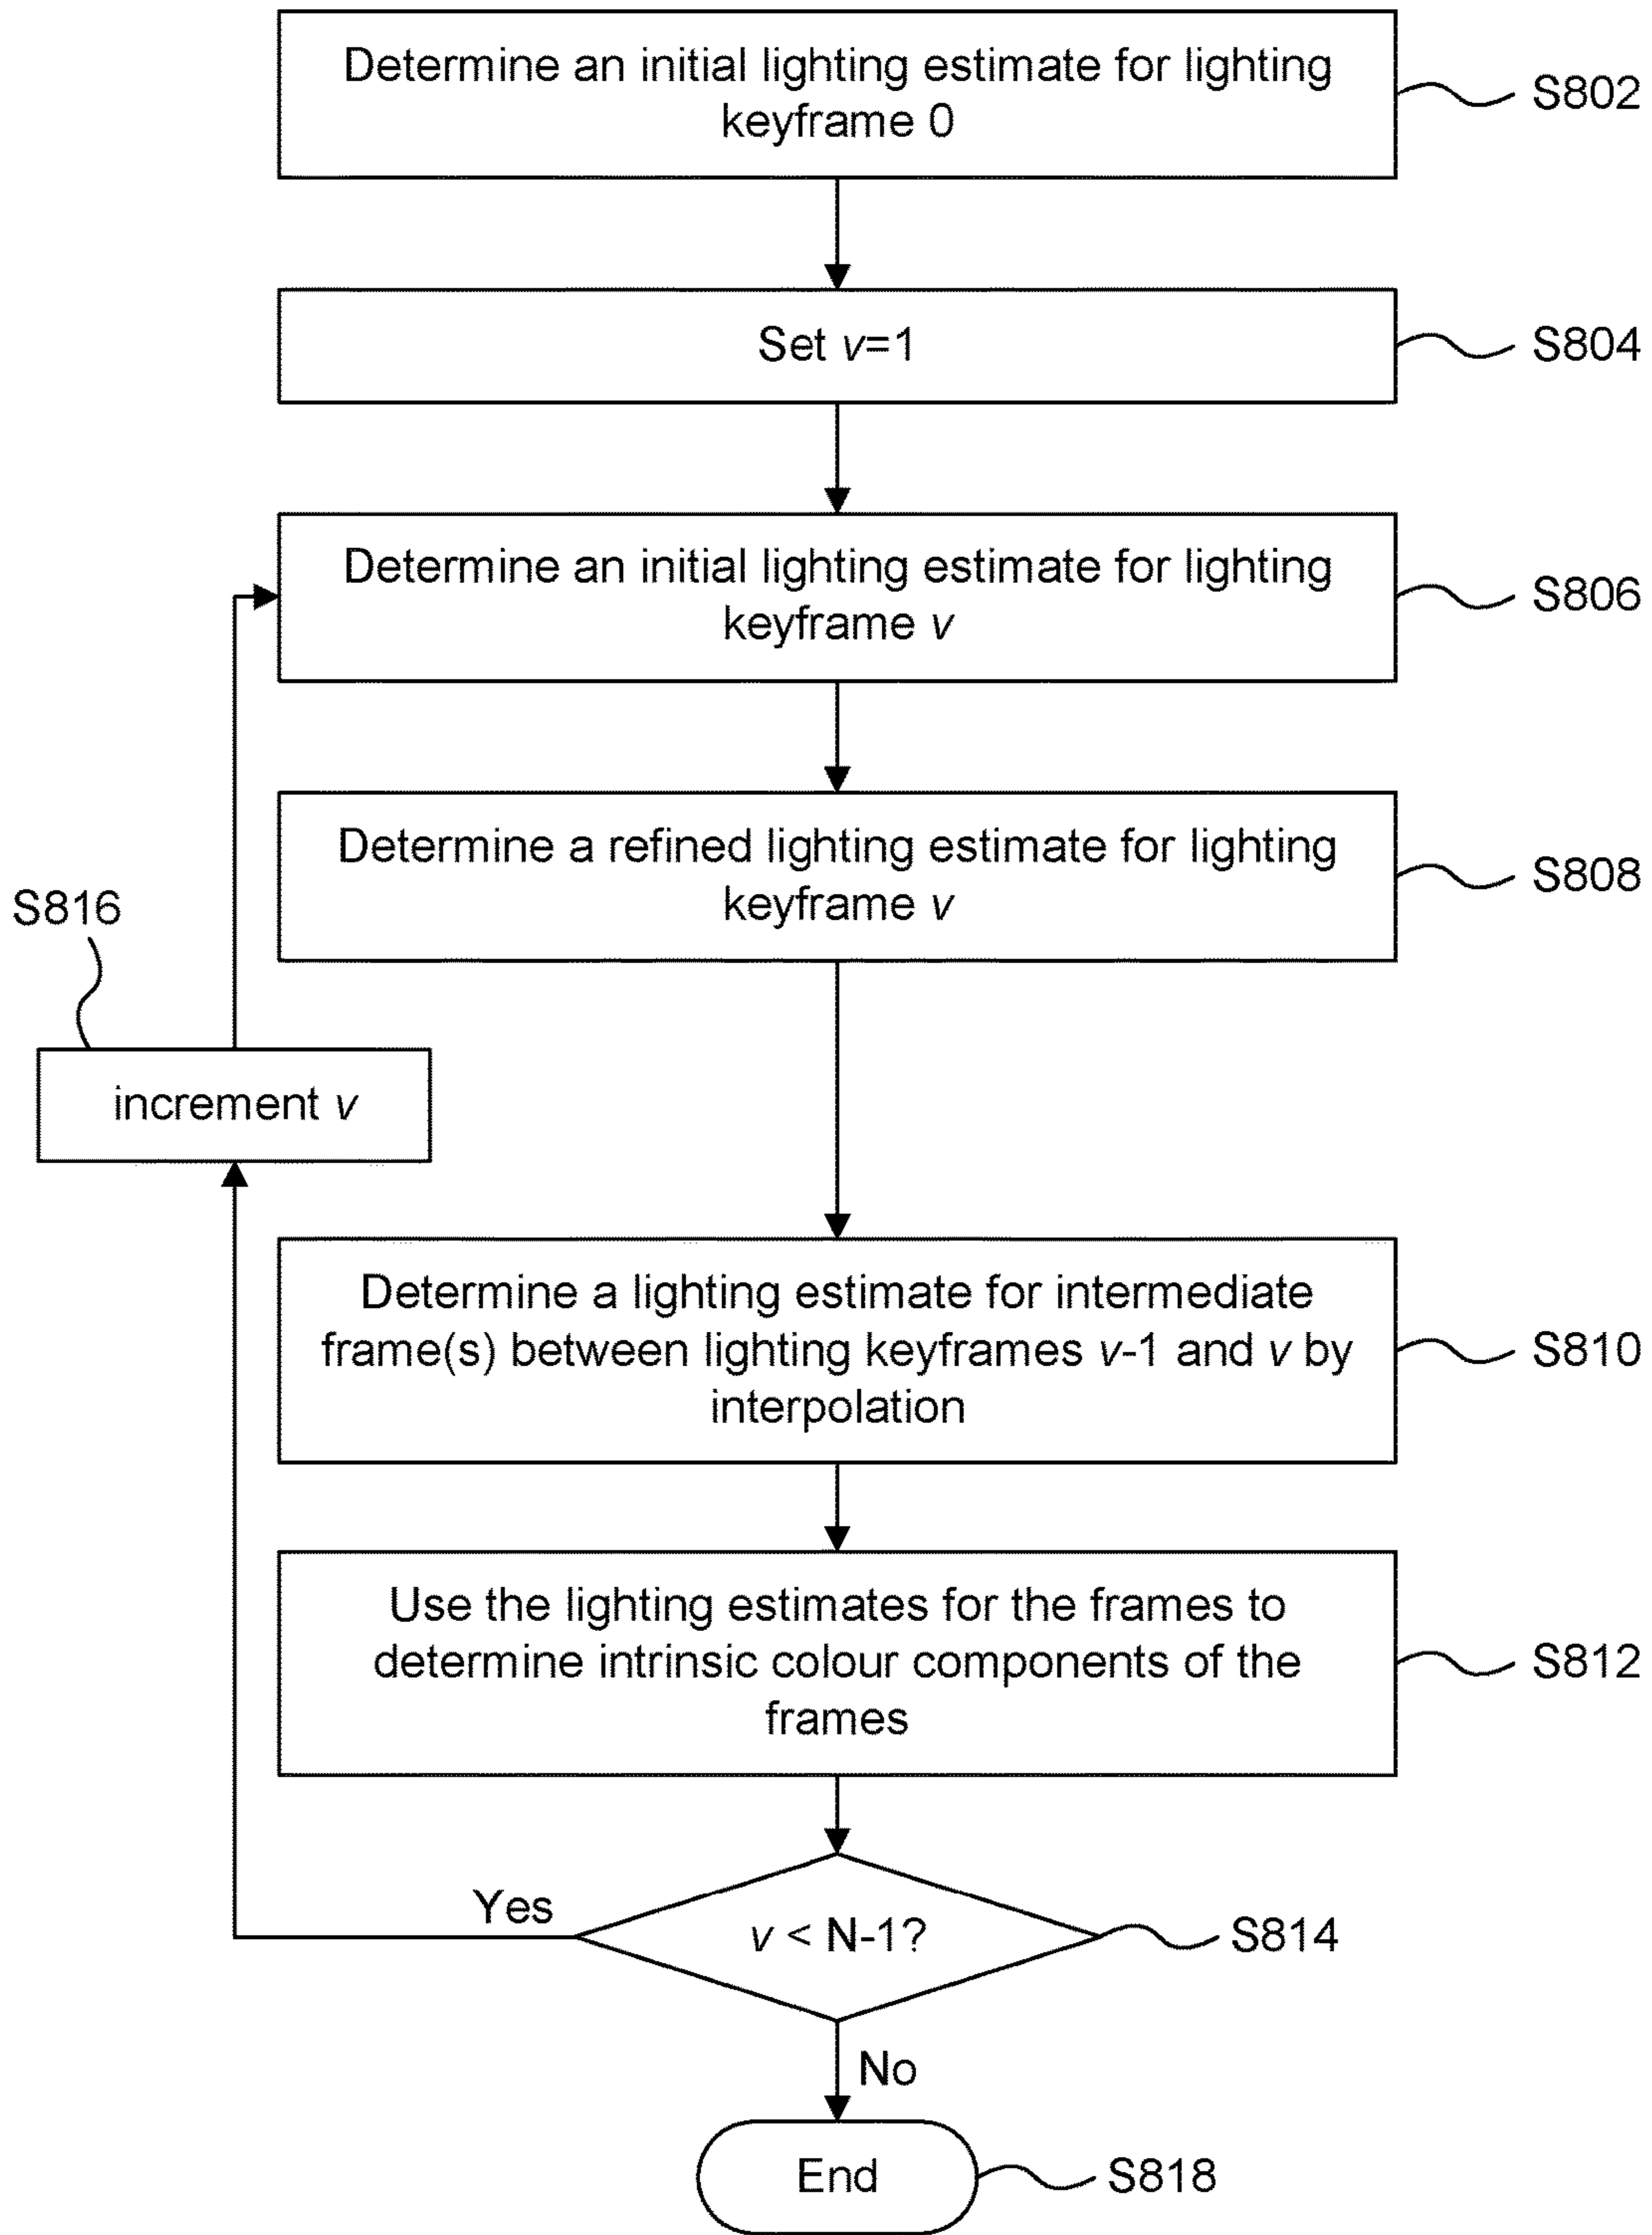 Determine an initial lighting estimate for lighting
keyframe 0
S802
Set v=1
S804
Determine an initial lighting estimate for lighting
keyframe v
S806
Determine a refined lighting estimate for lighting
keyframe v
S808
S816
increment v
Determine a lighting estimate for intermediate
frame(s) between lighting keyframes v-1 and v by
interpolation
S810
Use the lighting estimates for the frames to
determine intrinsic colour components of the
frames
S812
Yes
v < N-1?
S814
No
End
S818